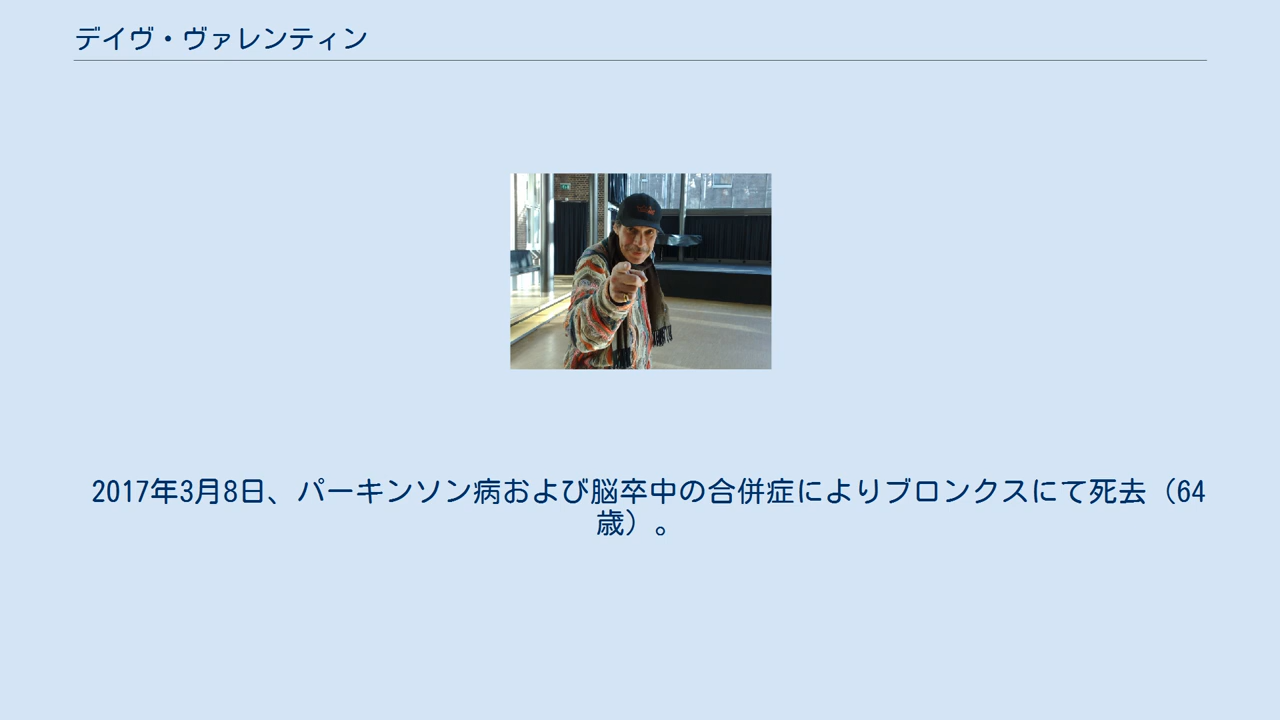 デイヴ・ヴァレンティン
2017年3月8日、パーキンソン病および脳卒中の合併症によりブロンクスにて死去（64
歳）。